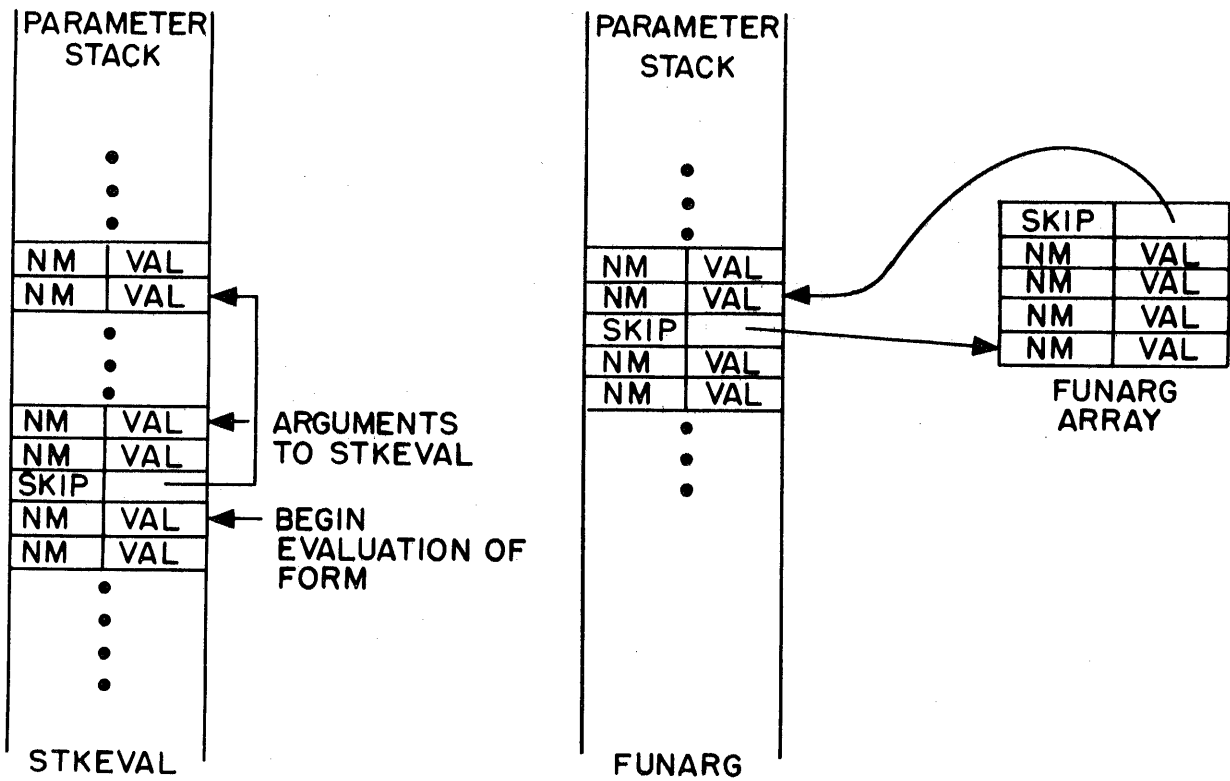 PARAMETER
STACK
NM VAL
NM VAL
NM VAL
NM VAL
SKIP
NM VAL
NM VAL
ARGUMENTS
TO STKEVAL
BEGIN
EVALUATION OF
FORM
STKEVAL
PARAMETER
STACK
NM VAL
NM VAL
SKIP
NM VAL
NM VAL
FUNARG
SKIP
NM VAL
NM VAL
NM VAL
NM VAL
FUNARG
ARRAY